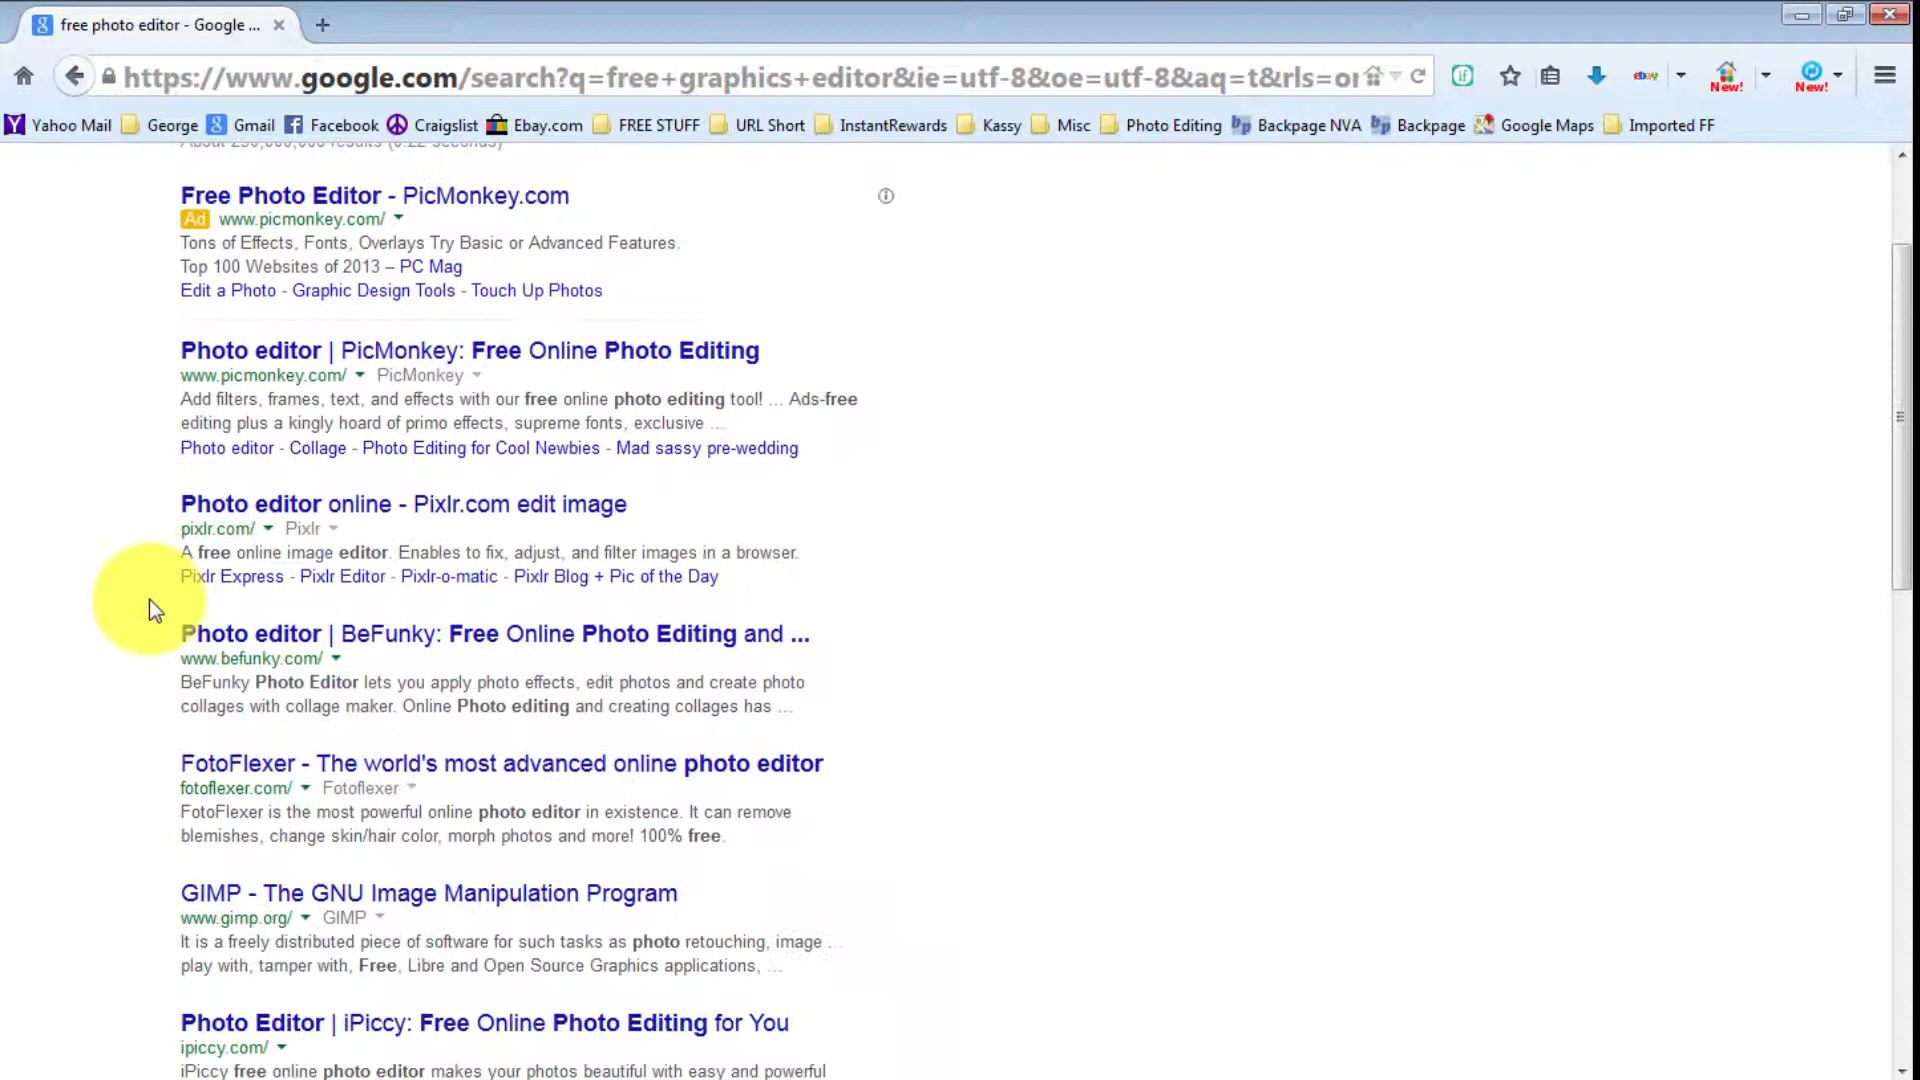 free photo editor - Google ...
https://www.google.com/search?q=free+graphics+editor&ie=utf-8&oe=utf-8&aq=t&rls=or
ebay
New!
New!
Yahoo Mail George Gmail Facebook Craigslist Ebay.com FREE STUFF URL Short InstantRewards Kassy Misc Photo Editing Backpage NVA Backpage Google Maps Imported FF
Free Photo Editor - PicMonkey.com
Ad www.picmonkey.com/
Tons of Effects, Fonts, Overlays Try Basic or Advanced Features.
Top 100 Websites of 2013 – PC Mag
Edit a Photo - Graphic Design Tools - Touch Up Photos
Photo editor | PicMonkey: Free Online Photo Editing
www.picmonkey.com/ PicMonkey
Add filters, frames, text, and effects with our free online photo editing tool! ... Ads-free
editing plus a kingly hoard of primo effects, supreme fonts, exclusive ...
Photo editor - Collage - Photo Editing for Cool Newbies - Mad sassy pre-wedding
Photo editor online - Pixlr.com edit image
pixlr.com/ Pixlr
A free online image editor. Enables to fix, adjust, and filter images in a browser.
Pixlr Express - Pixlr Editor - Pixlr-o-matic - Pixlr Blog + Pic of the Day
Photo editor | BeFunky: Free Online Photo Editing and ...
www.befunky.com/
BeFunky Photo Editor lets you apply photo effects, edit photos and create photo
collages with collage maker. Online Photo editing and creating collages has ...
FotoFlexer - The world's most advanced online photo editor
fotoflexer.com/ Fotoflexer
FotoFlexer is the most powerful online photo editor in existence. It can remove
blemishes, change skin/hair color, morph photos and more! 100% free.
GIMP - The GNU Image Manipulation Program
www.gimp.org/ GIMP
It is a freely distributed piece of software for such tasks as photo retouching, image ...
play with, tamper with, Free, Libre and Open Source Graphics applications, ...
Photo Editor | iPiccy: Free Online Photo Editing for You
ipiccy.com/
iPiccy free online photo editor makes your photos beautiful with easy and powerful